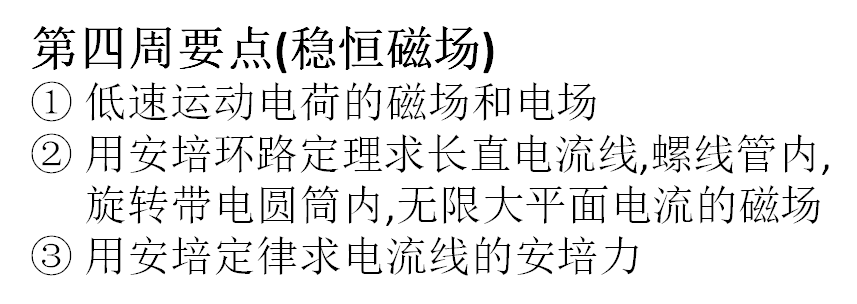 第四周要点(稳恒磁场)
① 低速运动电荷的磁场和电场
② 用安培环路定理求长直电流线,螺线管内,
旋转带电圆筒内,无限大平面电流的磁场
③ 用安培定律求电流线的安培力